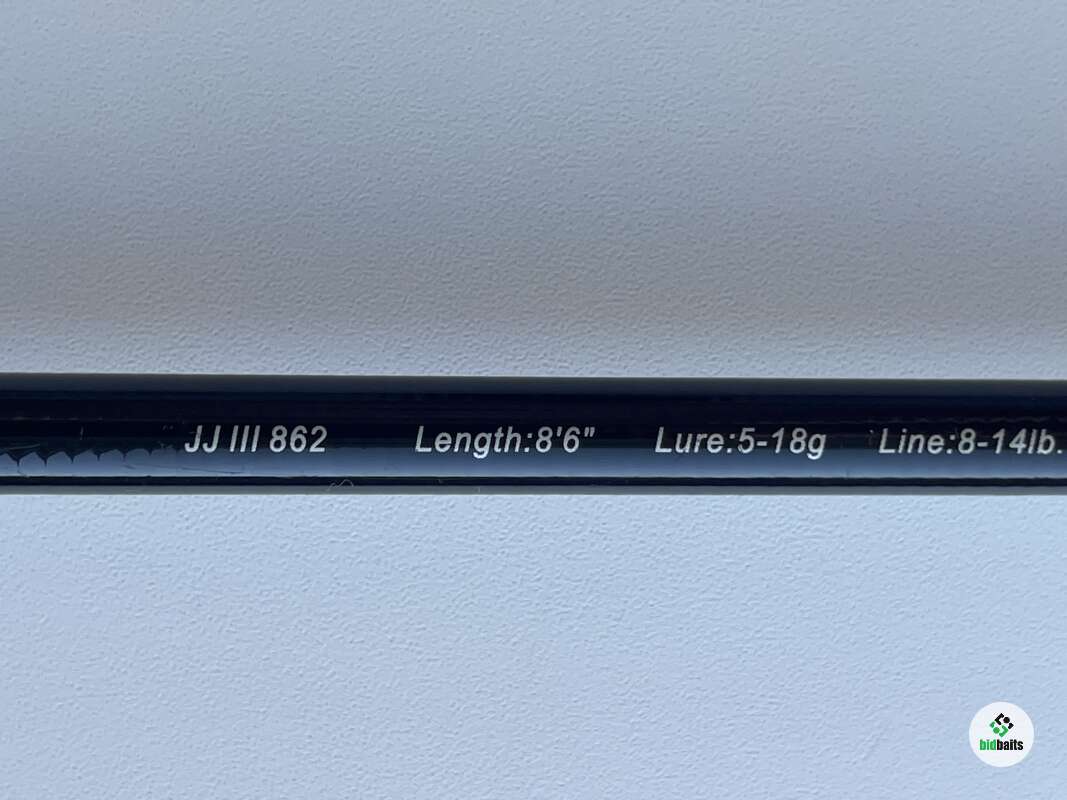 JJ III 862 Length:8'6" Lure:5-18g Line:8-14lb.
bidbaits